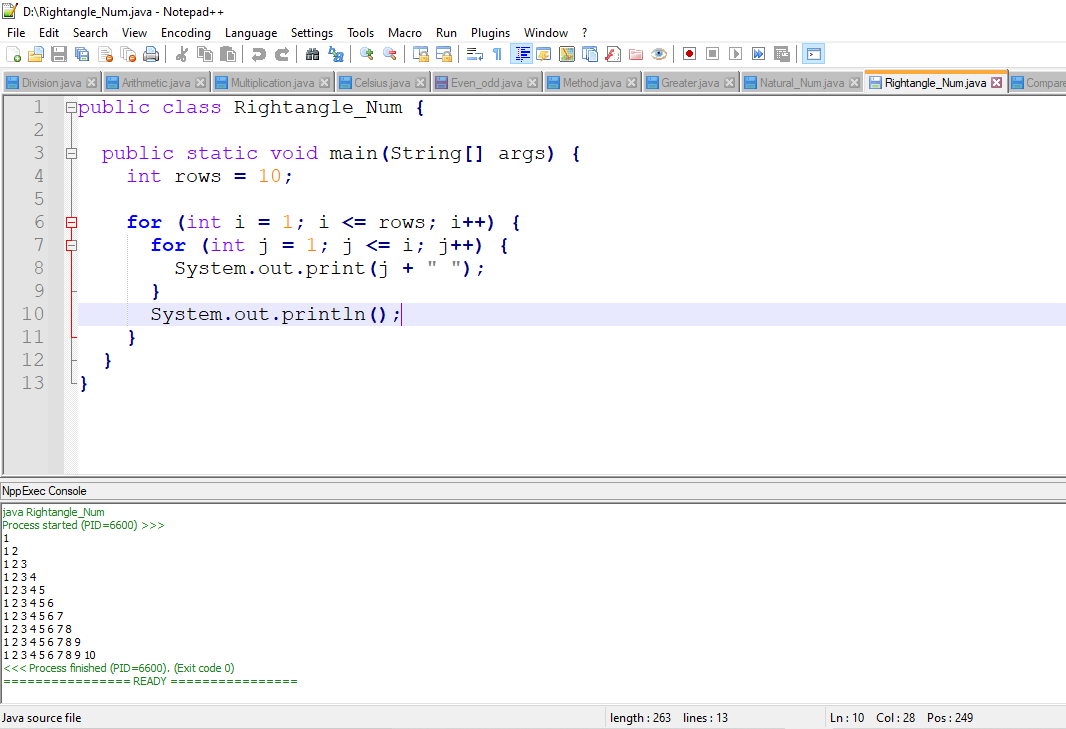 D:\Rightangle_Num.java - Notepad++
File Edit Search View Encoding Language Settings Tools Macro Run Plugins Window ?
Division.java Arithmetic.java Multiplication.java Celsius.java Even_odd.java Method.java Greater.java Natural_Num.java Rightangle_Num.java Compare
1 public class Rightangle_Num {
2
3 public static void main(String[] args) {
4 int rows = 10;
5
6 for (int i = 1; i <= rows; i++) {
7 for (int j = 1; j <= i; j++) {
8 System.out.print(j + " ");
9 }
10 System.out.println();
11 }
12 }
13 }
NppExec Console
java Rightangle_Num
Process started (PID=6600) >>>
1
1 2
1 2 3
1 2 3 4
1 2 3 4 5
1 2 3 4 5 6
1 2 3 4 5 6 7
1 2 3 4 5 6 7 8
1 2 3 4 5 6 7 8 9
1 2 3 4 5 6 7 8 9 10
<<< Process finished (PID=6600). (Exit code 0)
================ READY ================
Java source file length : 263 lines : 13 Ln : 10 Col : 28 Pos : 249